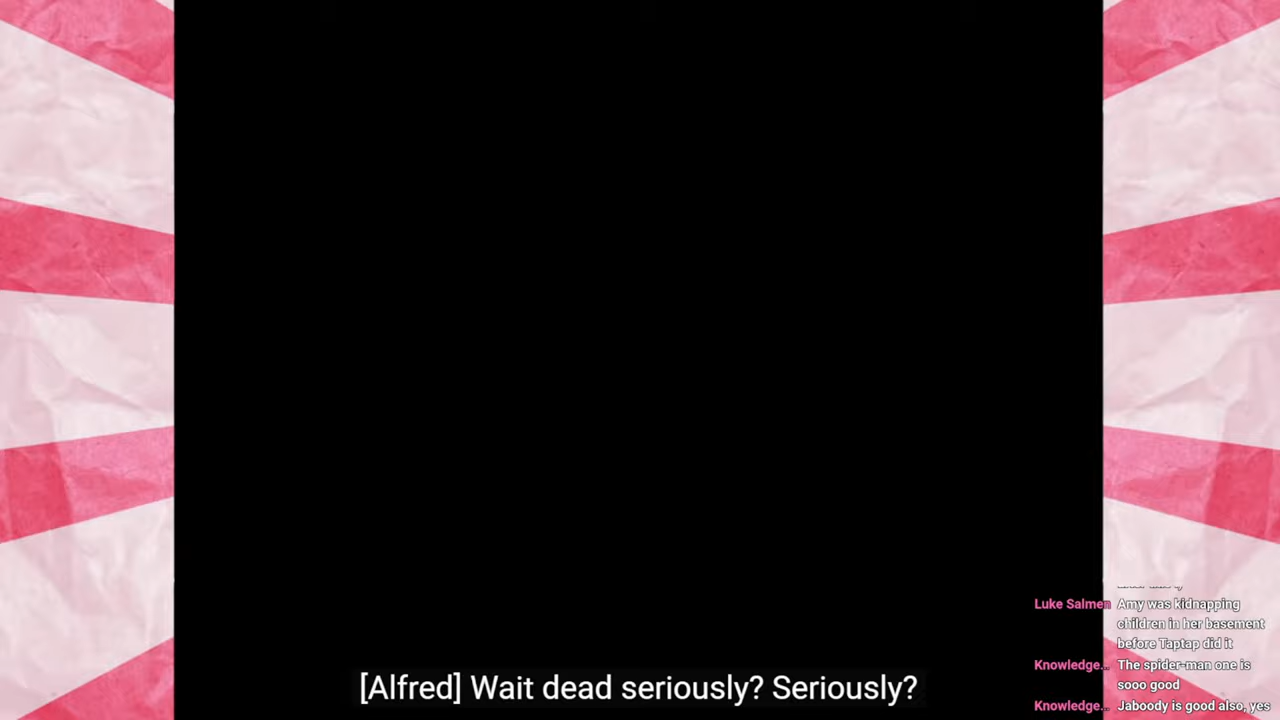 Luke Salmen Amy was kidnapping
children in her basement
before Taptap did it
Knowledge... The spider-man one is
sooo good
Knowledge... Jaboody is good also, yes
[Alfred] Wait dead seriously? Seriously?